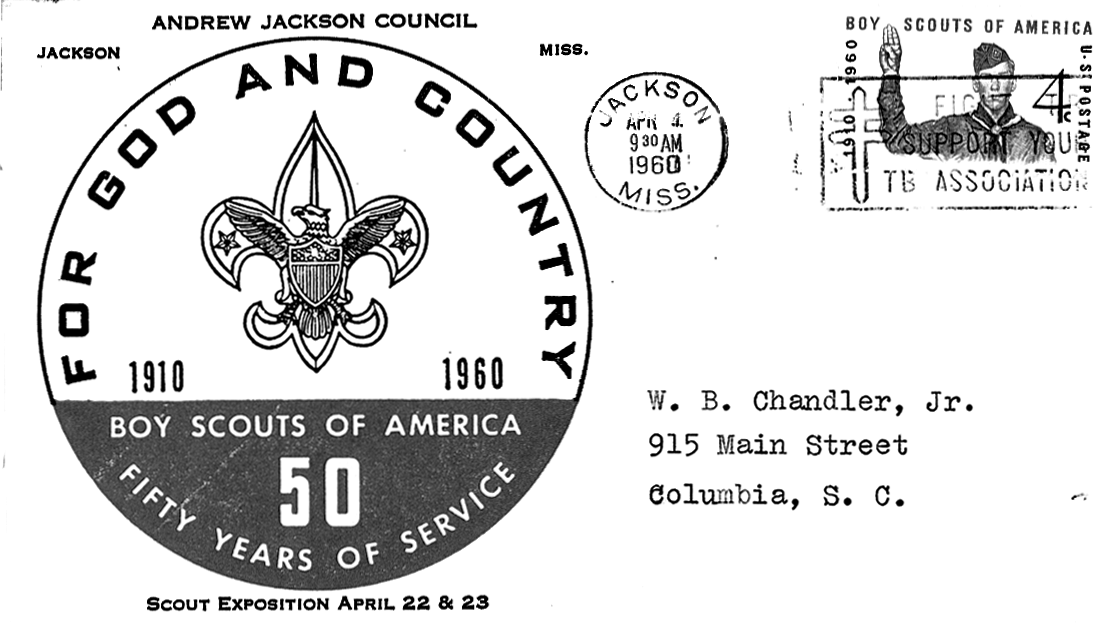 ANDREW JACKSON COUNCIL
JACKSON MISS.
FOR GOD AND COUNTRY
1910 1960
BOY SCOUTS OF AMERICA
50
FIFTY YEARS OF SERVICE
SCOUT EXPOSITION APRIL 22 & 23
JACKSON
APR 4
9 30 AM
1960
MISS.
BOY SCOUTS OF AMERICA
U·S· POSTAGE
1910·1960
4c
SUPPORT YOUR
TB ASSOCIATION
W. B. Chandler, Jr.
915 Main Street
Columbia, S. C.